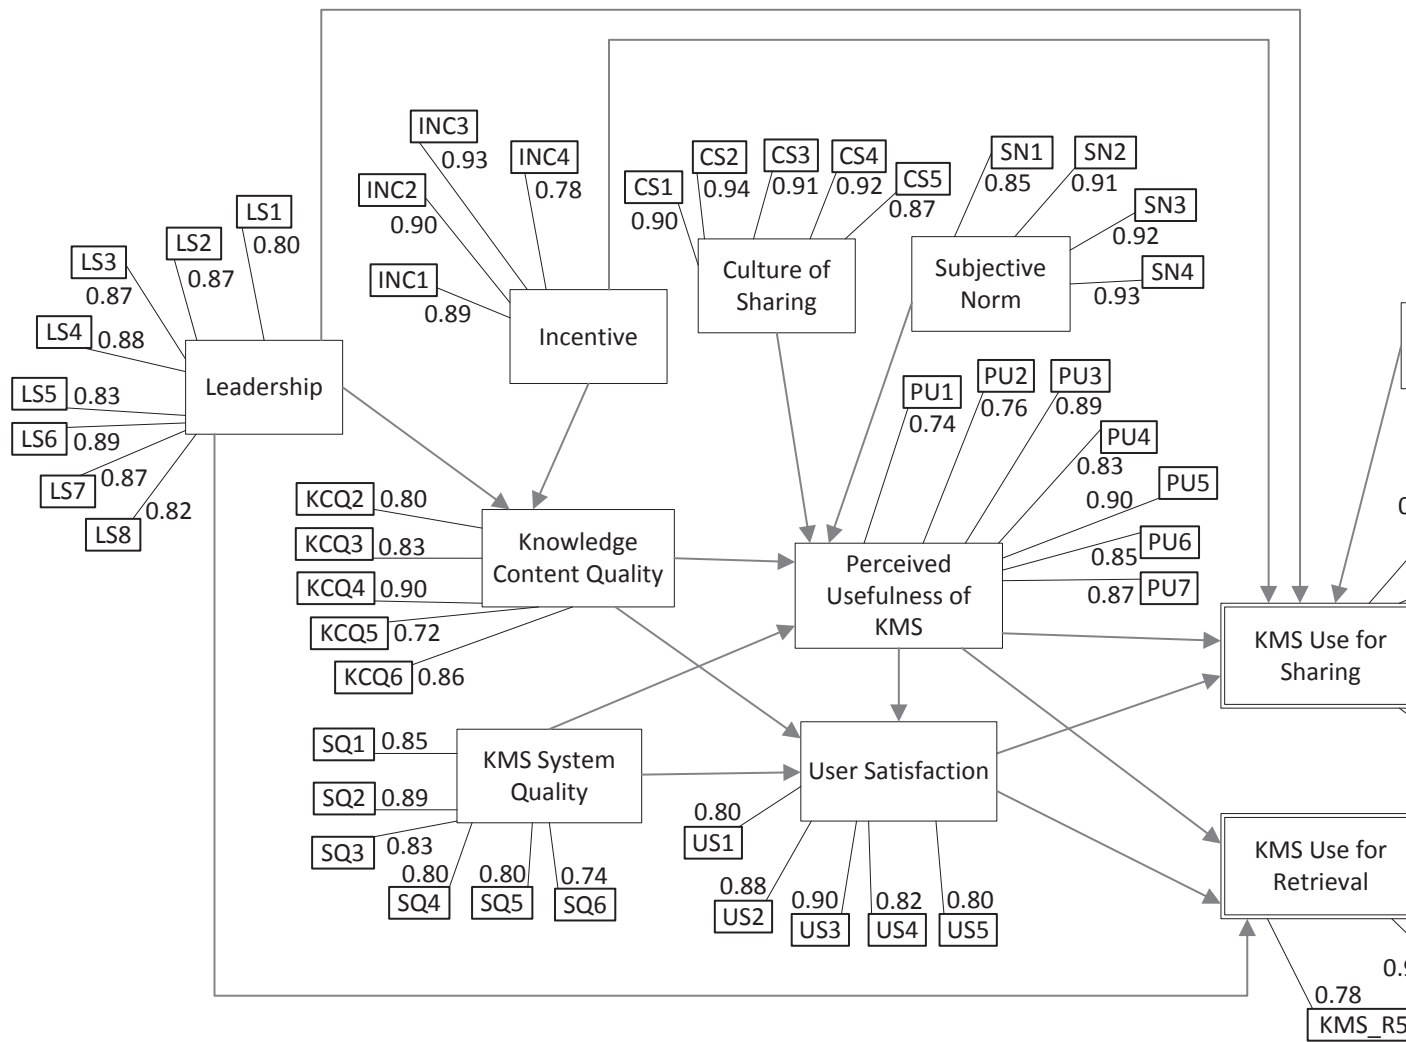 INC3
0.93
INC4
0.78
INC2
0.90
INC1
0.89
Incentive
LS1
0.80
LS2
0.87
LS3
0.87
LS4
0.88
LS5
0.83
LS6
0.89
LS7
0.87
LS8
0.82
Leadership
CS1
0.90
CS2
0.94
CS3
0.91
CS4
0.92
CS5
0.87
Culture of
Sharing
SN1
0.85
SN2
0.91
SN3
0.92
SN4
0.93
Subjective
Norm
PU1
0.74
PU2
0.76
PU3
0.89
PU4
0.83
PU5
0.90
PU6
0.85
PU7
0.87
Perceived
Usefulness of
KMS
KCQ2 0.80
KCQ3 0.83
KCQ4 0.90
KCQ5 0.72
KCQ6 0.86
Knowledge
Content Quality
SQ1 0.85
SQ2 0.89
SQ3 0.83
0.80
SQ4
0.80
SQ5
0.74
SQ6
KMS System
Quality
User Satisfaction
0.80
US1
0.88
US2
0.90
US3
0.82
US4
0.80
US5
KMS Use for
Sharing
KMS Use for
Retrieval
0.78
KMS_R5